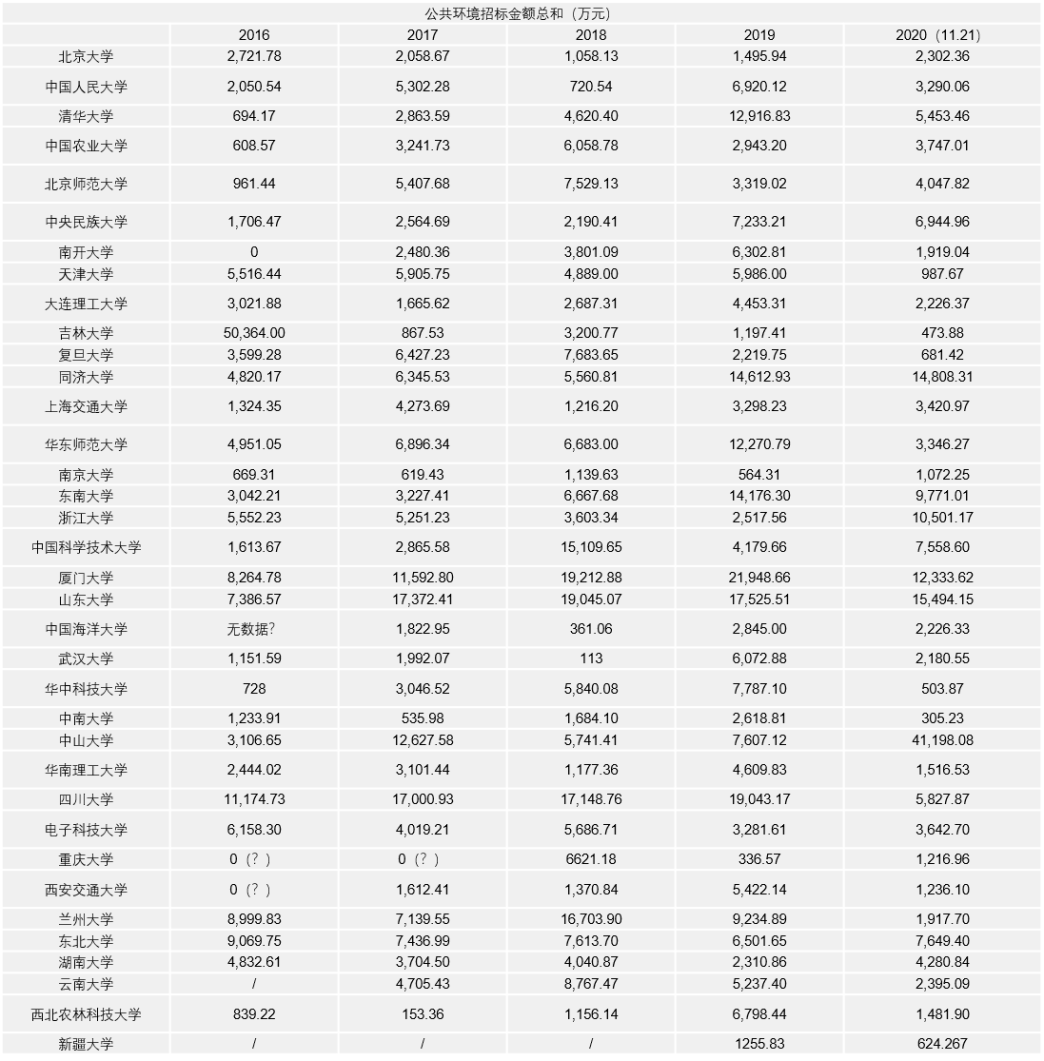 公共环境招标金额总和（万元）
2016 2017 2018 2019 2020（11.21）
北京大学 2,721.78 2,058.67 1,058.13 1,495.94 2,302.36
中国人民大学 2,050.54 5,302.28 720.54 6,920.12 3,290.06
清华大学 694.17 2,863.59 4,620.40 12,916.83 5,453.46
中国农业大学 608.57 3,241.73 6,058.78 2,943.20 3,747.01
北京师范大学 961.44 5,407.68 7,529.13 3,319.02 4,047.82
中央民族大学 1,706.47 2,564.69 2,190.41 7,233.21 6,944.96
南开大学 0 2,480.36 3,801.09 6,302.81 1,919.04
天津大学 5,516.44 5,905.75 4,889.00 5,986.00 987.67
大连理工大学 3,021.88 1,665.62 2,687.31 4,453.31 2,226.37
吉林大学 50,364.00 867.53 3,200.77 1,197.41 473.88
复旦大学 3,599.28 6,427.23 7,683.65 2,219.75 681.42
同济大学 4,820.17 6,345.53 5,560.81 14,612.93 14,808.31
上海交通大学 1,324.35 4,273.69 1,216.20 3,298.23 3,420.97
华东师范大学 4,951.05 6,896.34 6,683.00 12,270.79 3,346.27
南京大学 669.31 619.43 1,139.63 564.31 1,072.25
东南大学 3,042.21 3,227.41 6,667.68 14,176.30 9,771.01
浙江大学 5,552.23 5,251.23 3,603.34 2,517.56 10,501.17
中国科学技术大学 1,613.67 2,865.58 15,109.65 4,179.66 7,558.60
厦门大学 8,264.78 11,592.80 19,212.88 21,948.66 12,333.62
山东大学 7,386.57 17,372.41 19,045.07 17,525.51 15,494.15
中国海洋大学 无数据? 1,822.95 361.06 2,845.00 2,226.33
武汉大学 1,151.59 1,992.07 113 6,072.88 2,180.55
华中科技大学 728 3,046.52 5,840.08 7,787.10 503.87
中南大学 1,233.91 535.98 1,684.10 2,618.81 305.23
中山大学 3,106.65 12,627.58 5,741.41 7,607.12 41,198.08
华南理工大学 2,444.02 3,101.44 1,177.36 4,609.83 1,516.53
四川大学 11,174.73 17,000.93 17,148.76 19,043.17 5,827.87
电子科技大学 6,158.30 4,019.21 5,686.71 3,281.61 3,642.70
重庆大学 0（？） 0（？） 6621.18 336.57 1,216.96
西安交通大学 0（？） 1,612.41 1,370.84 5,422.14 1,236.10
兰州大学 8,999.83 7,139.55 16,703.90 9,234.89 1,917.70
东北大学 9,069.75 7,436.99 7,613.70 6,501.65 7,649.40
湖南大学 4,832.61 3,704.50 4,040.87 2,310.86 4,280.84
云南大学 / 4,705.43 8,767.47 5,237.40 2,395.09
西北农林科技大学 839.22 153.36 1,156.14 6,798.44 1,481.90
新疆大学 / / / 1255.83 624.267